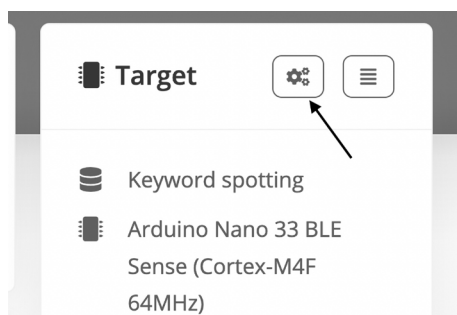 Target
Keyword spotting
Arduino Nano 33 BLE
Sense (Cortex-M4F
64MHz)